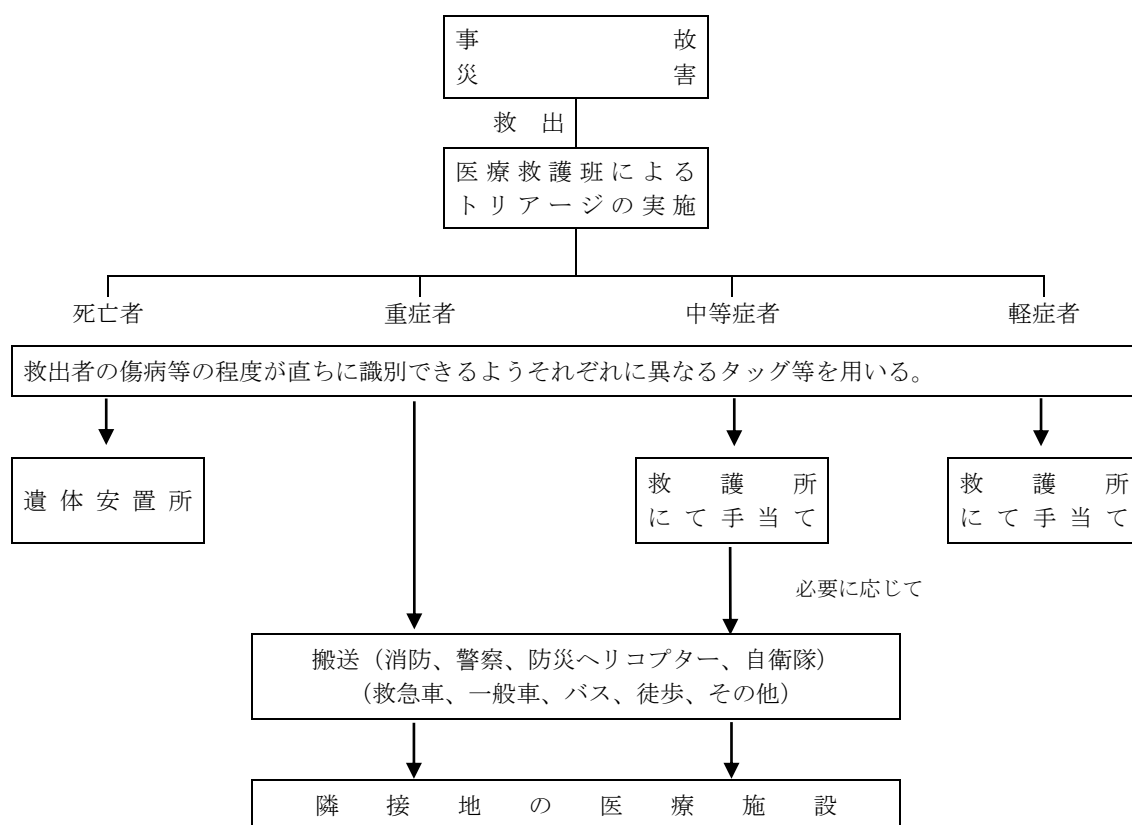 事故
災害
救出
医療救護班による
トリアージの実施
死亡者 重症者 中等症者 軽症者
救出者の傷病等の程度が直ちに識別できるようそれぞれに異なるタッグ等を用いる。
遺体安置所
救護所
にて手当て
救護所
にて手当て
必要に応じて
搬送（消防、警察、防災ヘリコプター、自衛隊）
（救急車、一般車、バス、徒歩、その他）
隣接地の医療施設